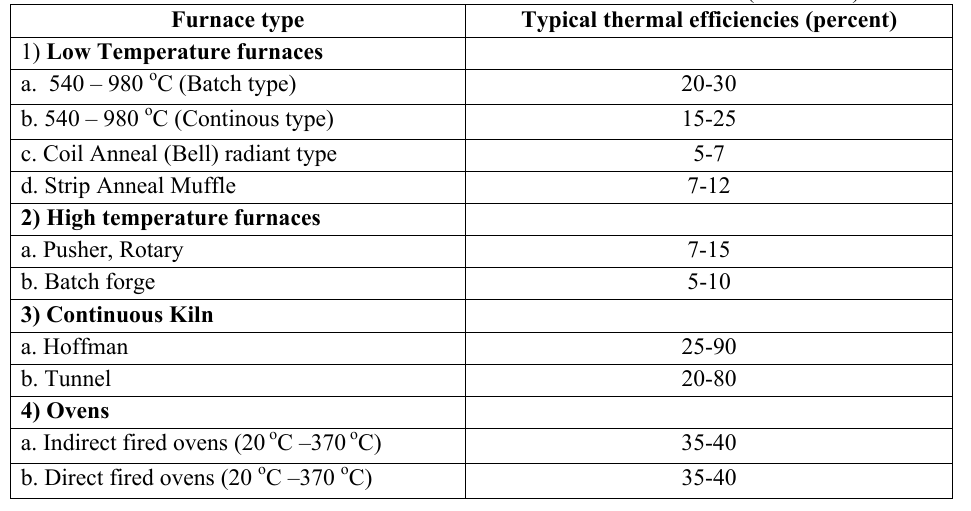 Furnace type Typical thermal efficiencies (percent)
1) Low Temperature furnaces
a. 540 – 980 °C (Batch type) 20-30
b. 540 – 980 °C (Continous type) 15-25
c. Coil Anneal (Bell) radiant type 5-7
d. Strip Anneal Muffle 7-12
2) High temperature furnaces
a. Pusher, Rotary 7-15
b. Batch forge 5-10
3) Continuous Kiln
a. Hoffman 25-90
b. Tunnel 20-80
4) Ovens
a. Indirect fired ovens (20 °C –370 °C) 35-40
b. Direct fired ovens (20 °C –370 °C) 35-40